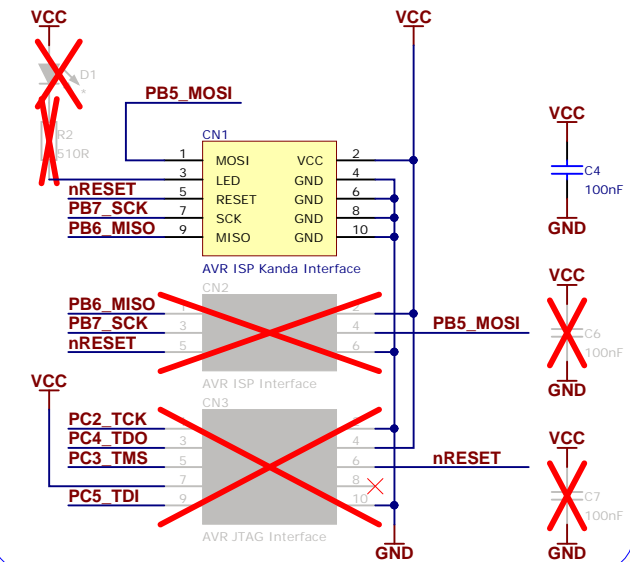 VCC
VCC
D1
*
PB5_MOSI
R2
510R
CN1
1 MOSI VCC 2
3 LED GND 4
nRESET 5 RESET GND 6
PB7_SCK 7 SCK GND 8
PB6_MISO 9 MISO GND 10
AVR ISP Kanda Interface
VCC
C4
100nF
GND
CN2
PB6_MISO
PB7_SCK 3 4 PB5_MOSI
nRESET 5 6
AVR ISP Interface
VCC
C6
100nF
GND
VCC
CN3
PC2_TCK
PC4_TDO 3 4
PC3_TMS 5 6 nRESET
7 8
PC5_TDI 9 10
AVR JTAG Interface
GND
VCC
C7
100nF
GND